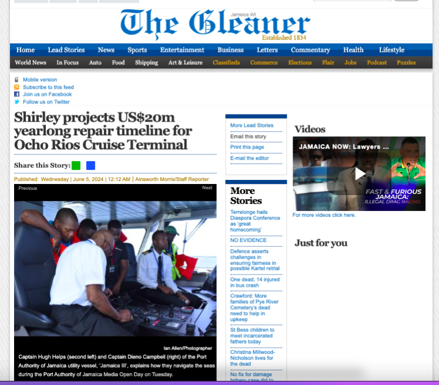 The Gleaner
Jamaica WI
Established 1834
Home Lead Stories News Sports Entertainment Business Letters Commentary Health Lifestyle
World News In Focus Auto Food Shipping Art & Leisure Classifieds Commerce Elections Flair Jobs Podcast Puzzles
Mobile version
Subscribe to this feed
Join us on Facebook
Follow us on Twitter
Shirley projects US$20m
yearlong repair timeline for
Ocho Rios Cruise Terminal
Share this Story:
Published: Wednesday | June 5, 2024 | 12:12 AM | Ainsworth Morris/Staff Reporter
Previous Next
Ian Allen/Photographer
Captain Hugh Helps (second left) and Captain Dieno Campbell (right) of the Port
Authority of Jamaica utility vessel, 'Jamaica III', explain how they navigate the seas
during the Port Authority of Jamaica Media Open Day on Tuesday.
More Lead Stories
Email this story
Print this page
E-mail the editor
More
Stories
Terrelonge hails
Diaspora Conference
as 'great
homecoming'
NO EVIDENCE
Defence asserts
challenges in
ensuring fairness in
possible Kartel retrial
One dead, 14 injured
in bus crash
Crawford: More
families of Pye River
Cemetery's dead
need to help in
upkeep
St Bess children to
meet incarcerated
fathers today
Christina Milwood-
Nicholson lives for
the stage
No fix for damage
Videos
JAMAICA NOW: Lawyers ...
FAST & FURIOUS
JAMAICA:
ILLEGAL DRAG
For more videos click here.
Just for you